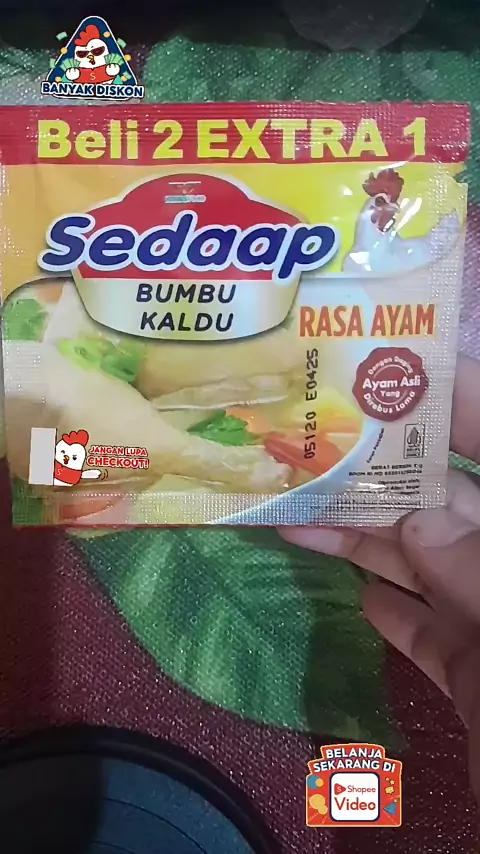 BANYAK DISKON
Beli 2 EXTRA 1
Sedaap
BUMBU
KALDU
RASA AYAM
Dengan Daging
Ayam Asli
Yang
Direbus Lama
05120 E0425
JANGAN LUPA
CHECKOUT!
BELANJA
SEKARANG DI
Shopee
Video